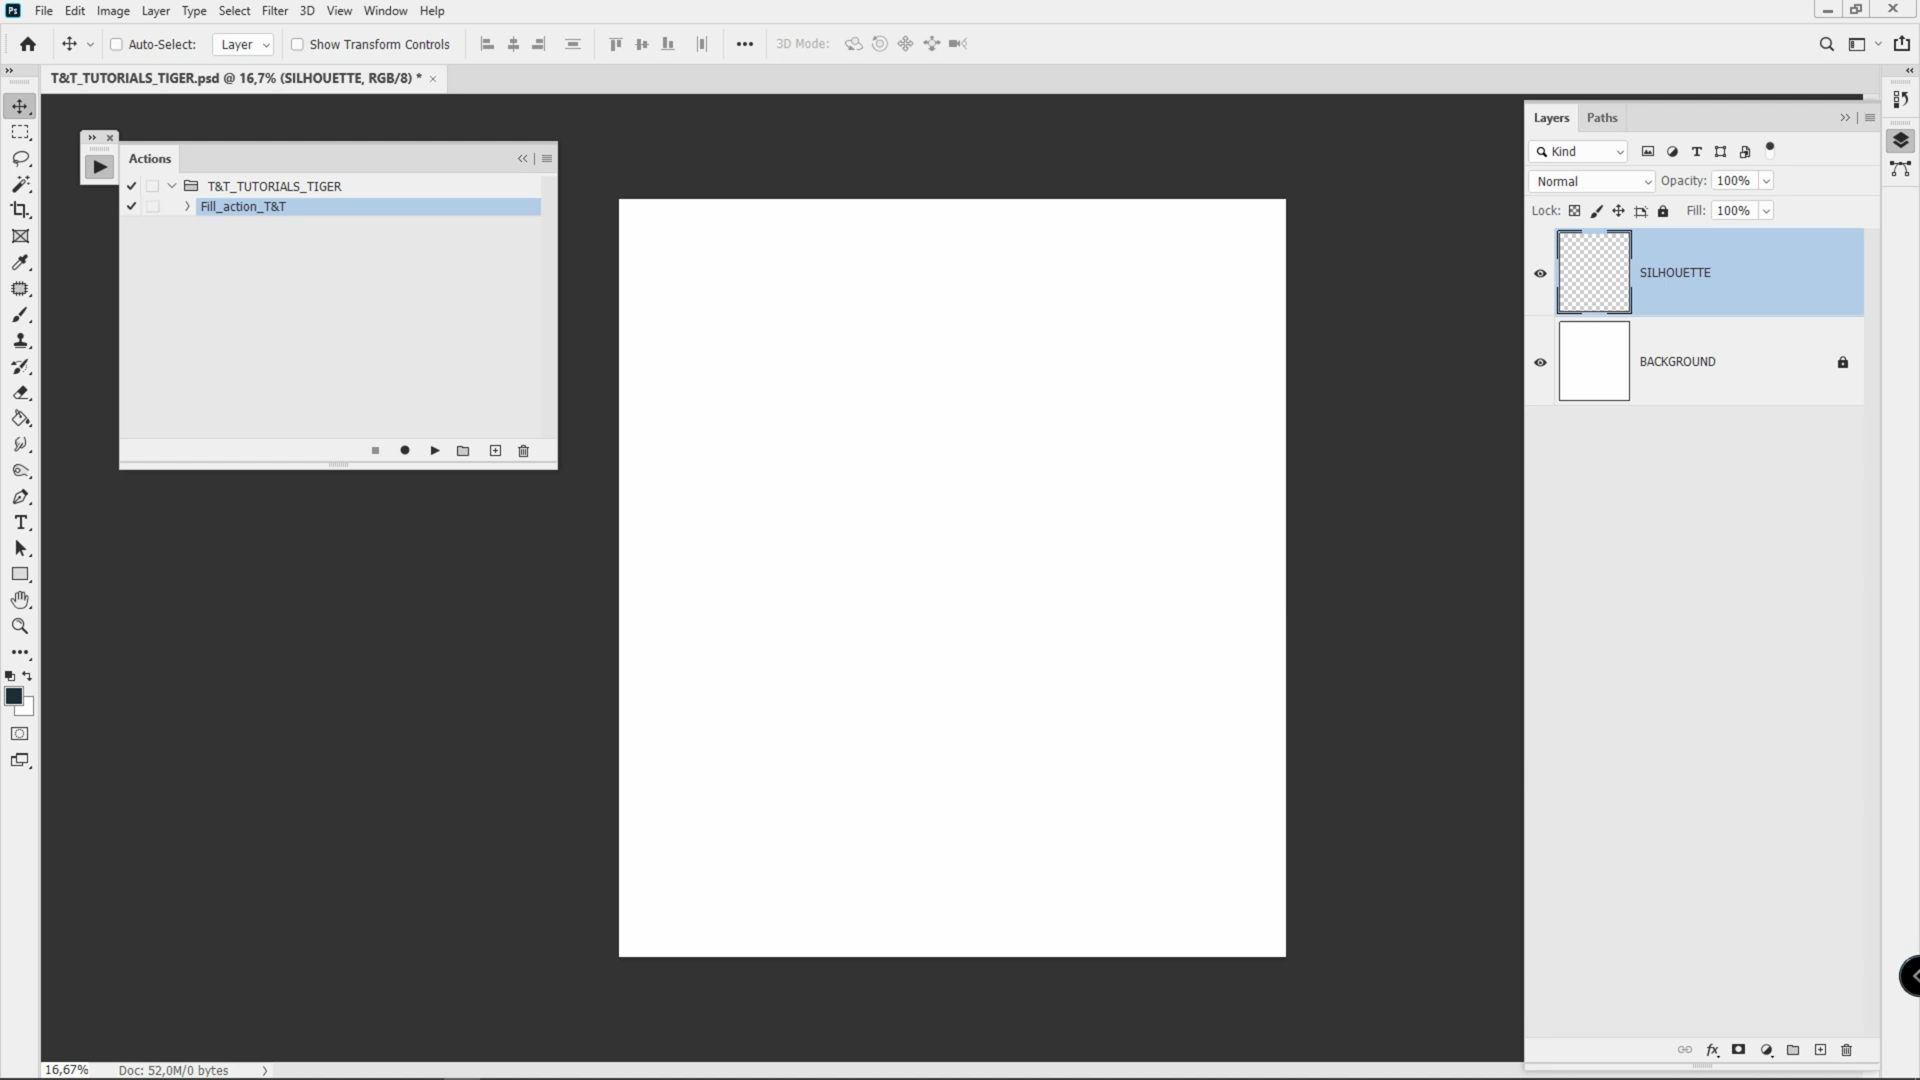 Ps File Edit Image Layer Type Select Filter 3D View Window Help
Auto-Select: Layer Show Transform Controls 3D Mode:
T&T_TUTORIALS_TIGER.psd @ 16,7% (SILHOUETTE, RGB/8) *
Actions
T&T_TUTORIALS_TIGER
Fill_action_T&T
Layers Paths
Kind
Normal Opacity: 100%
Lock: Fill: 100%
SILHOUETTE
BACKGROUND
fx
16,67% Doc: 52,0M/0 bytes